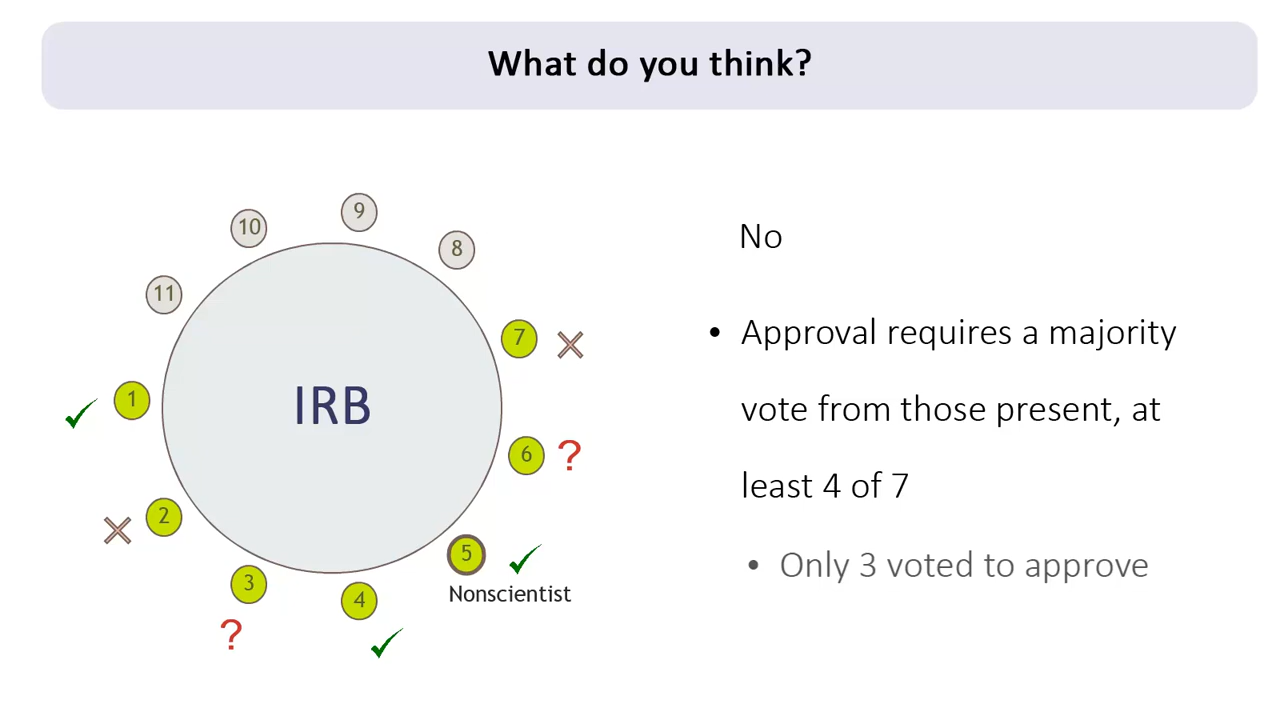 What do you think?
9
10
8
11
7
1
IRB
6
?
2
5
3
4
Nonscientist
?
No
• Approval requires a majority
vote from those present, at
least 4 of 7
• Only 3 voted to approve